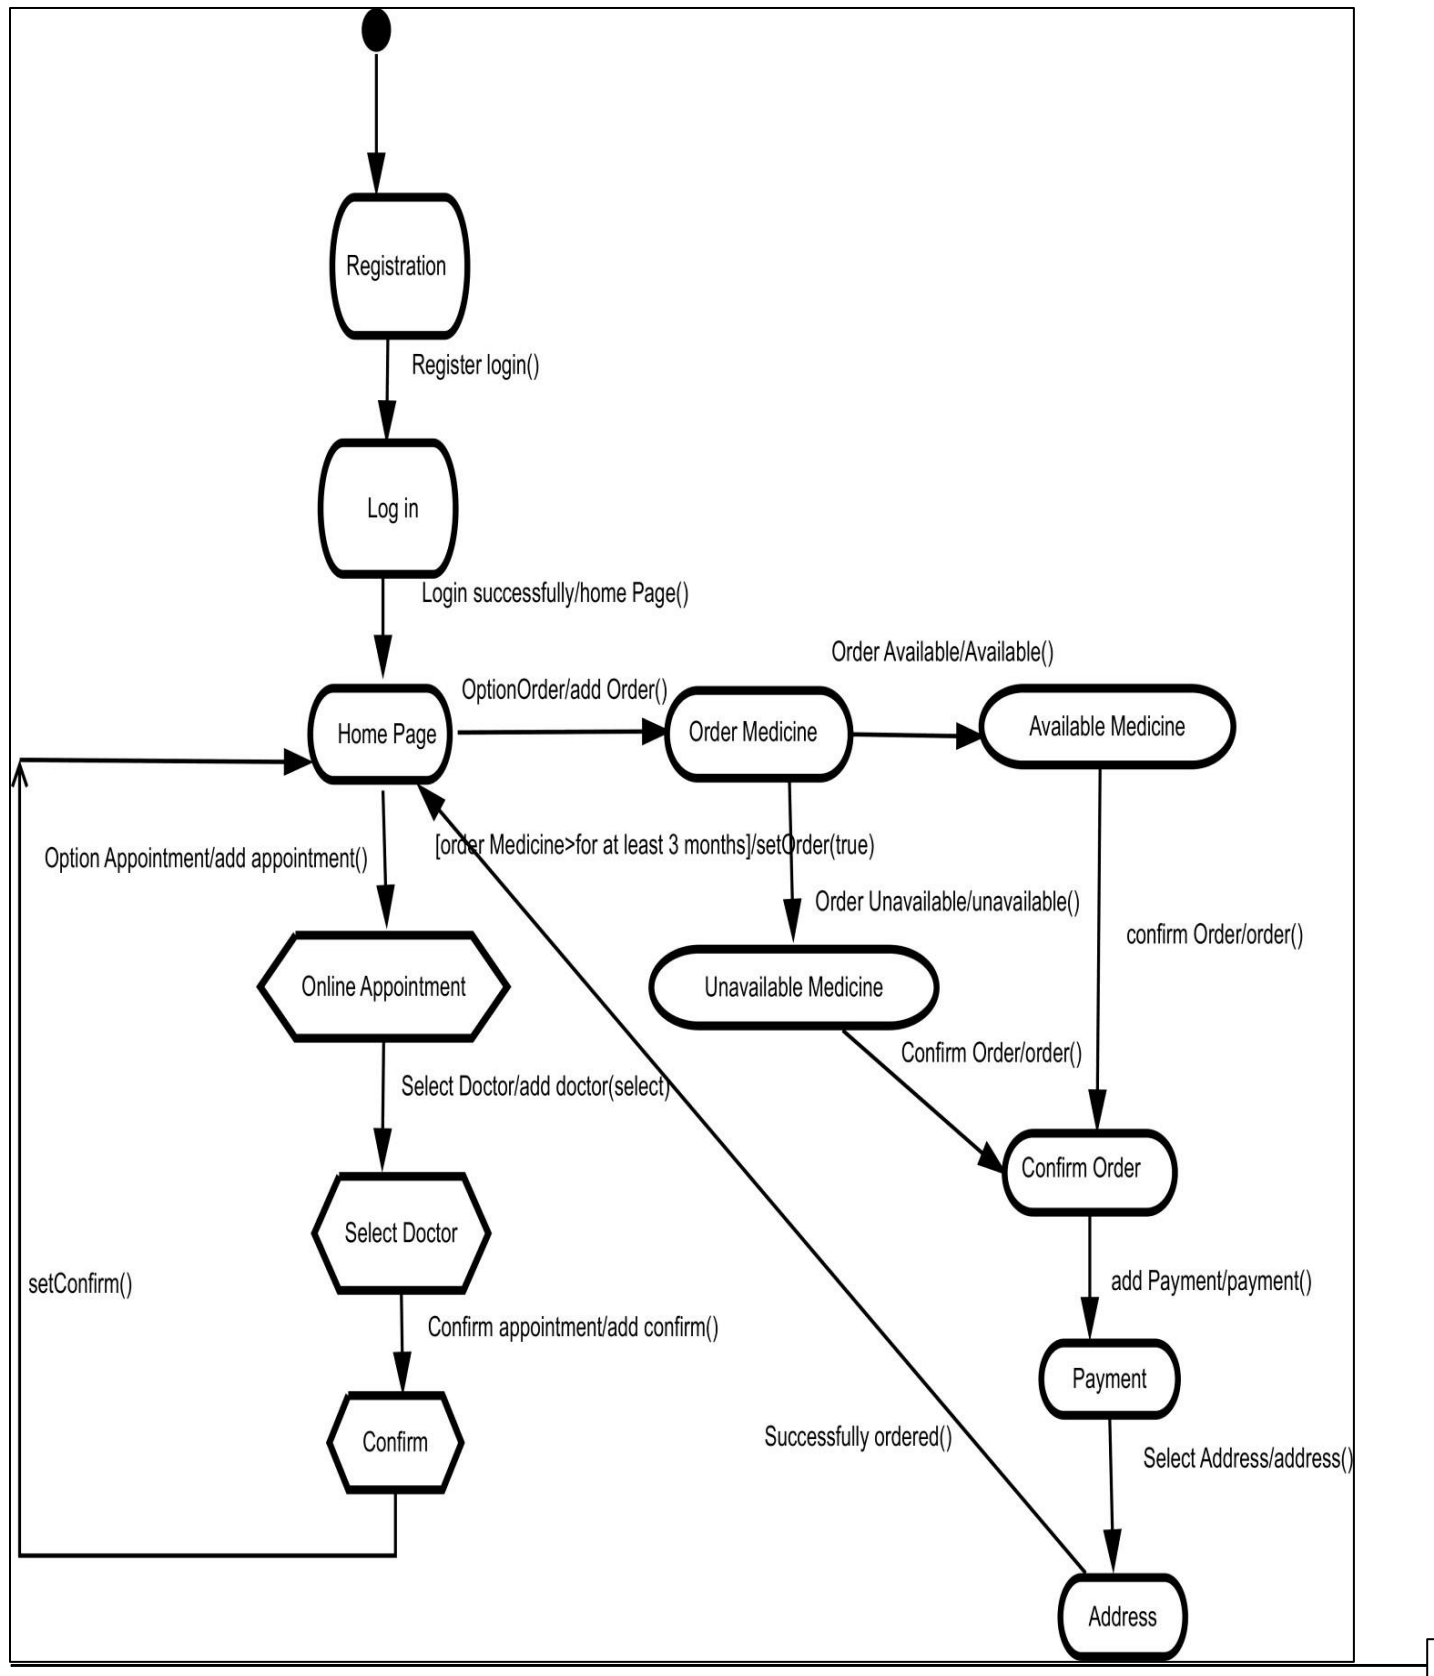 Registration
Register login()
Log in
Login successfully/home Page()
Order Available/Available()
OptionOrder/add Order()
Home Page
Order Medicine
Available Medicine
[order Medicine>for at least 3 months]/setOrder(true)
Option Appointment/add appointment()
Order Unavailable/unavailable()
confirm Order/order()
Online Appointment
Unavailable Medicine
Confirm Order/order()
Select Doctor/add doctor(select)
Confirm Order
Select Doctor
setConfirm()
add Payment/payment()
Confirm appointment/add confirm()
Payment
Confirm
Successfully ordered()
Select Address/address()
Address